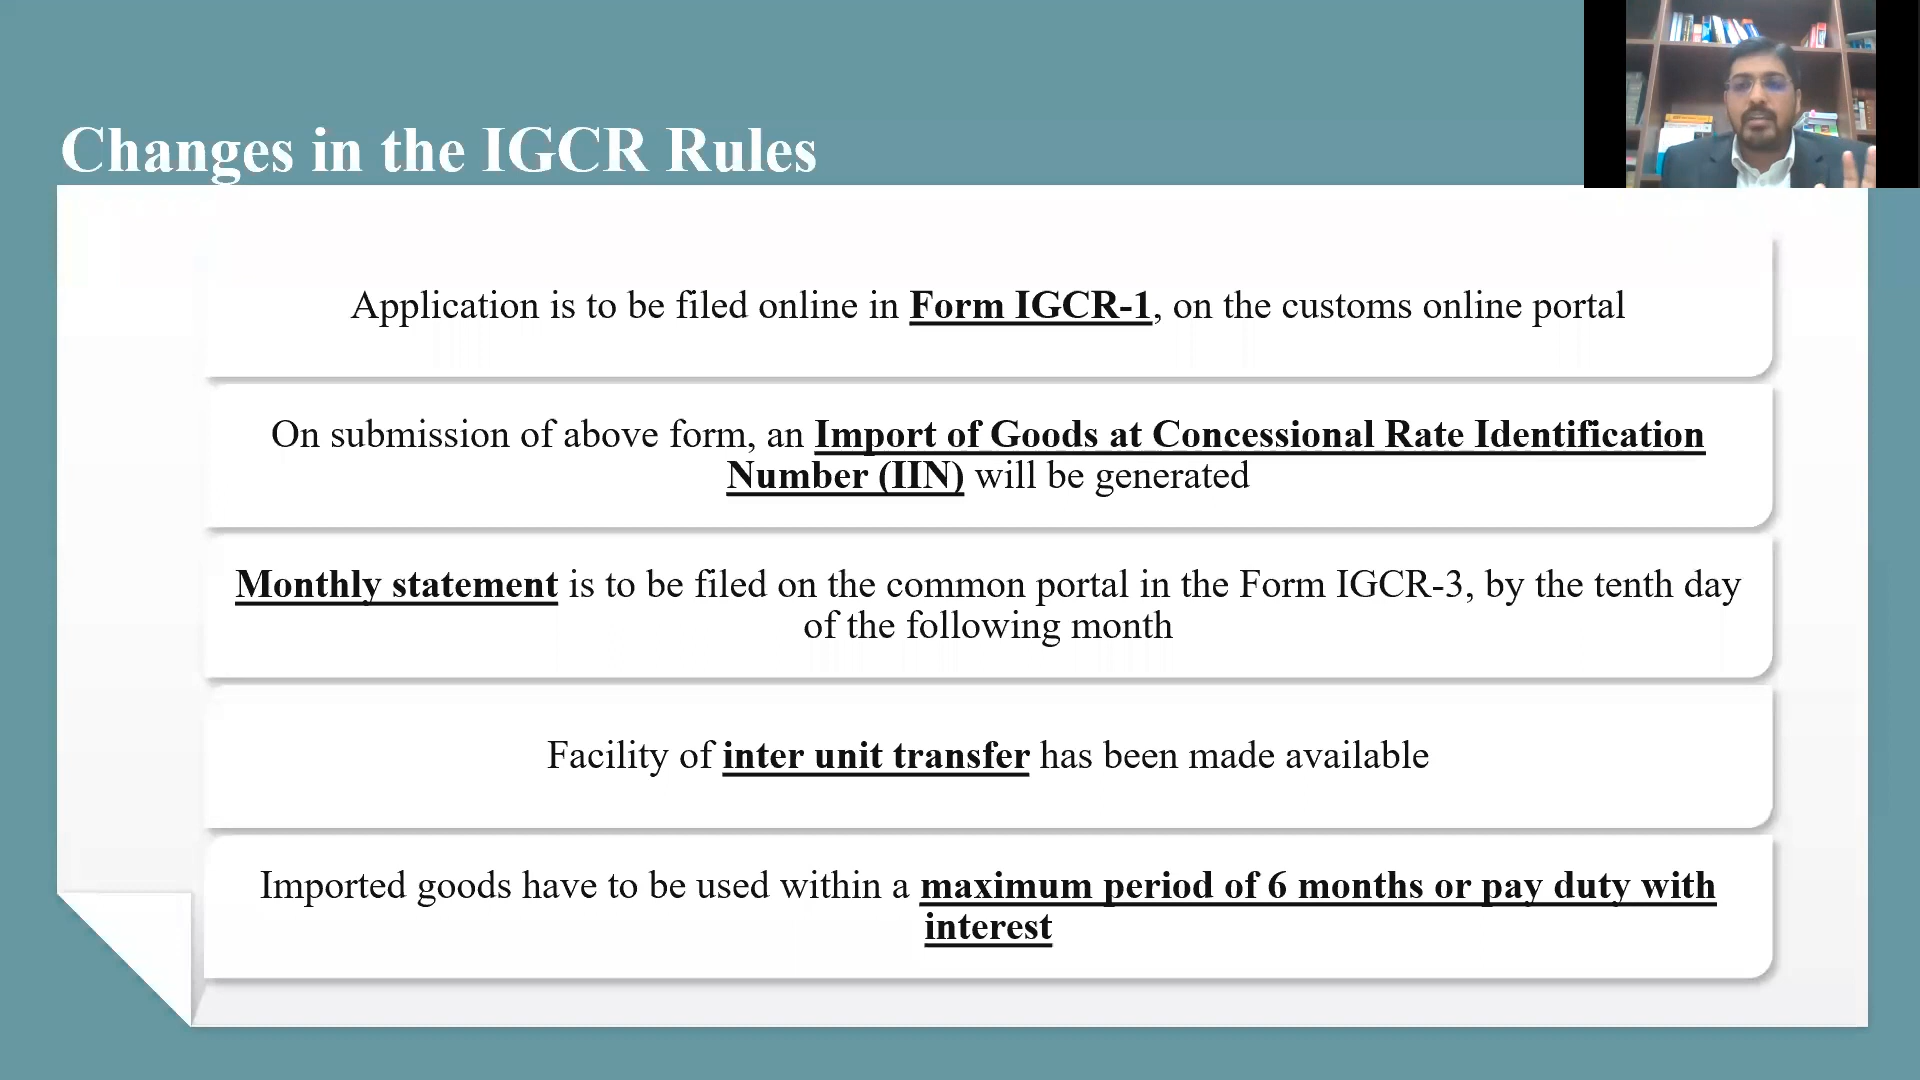 Changes in the IGCR Rules
Application is to be filed online in Form IGCR-1, on the customs online portal
On submission of above form, an Import of Goods at Concessional Rate Identification
Number (IIN) will be generated
Monthly statement is to be filed on the common portal in the Form IGCR-3, by the tenth day
of the following month
Facility of inter unit transfer has been made available
Imported goods have to be used within a maximum period of 6 months or pay duty with
interest